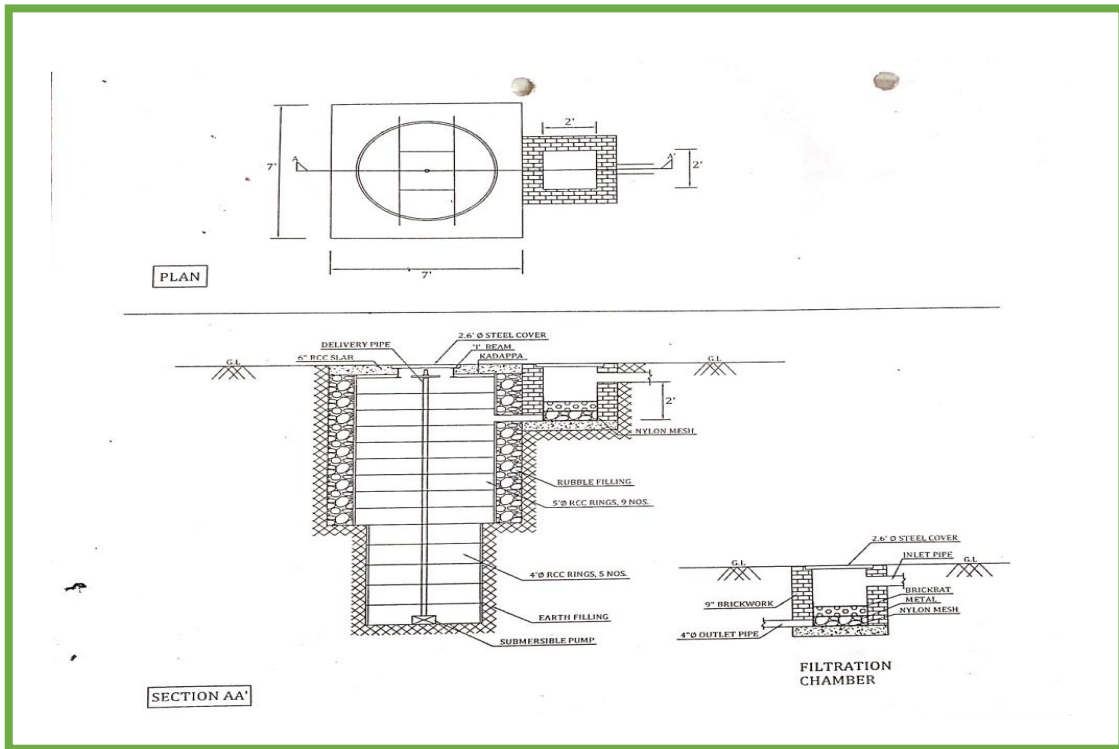 2'
7'
A
A'
2'
7'
PLAN
2.6' Ø STEEL COVER
DELIVERY PIPE
'I' BEAM
6" RCC SLAB
KADAPPA
G.L
G.L
2'
NYLON MESH
RUBBLE FILLING
5'Ø RCC RINGS, 9 NOS.
4'Ø RCC RINGS, 5 NOS.
EARTH FILLING
SUBMERSIBLE PUMP
SECTION AA'
2.6' Ø STEEL COVER
INLET PIPE
G.L
G.L
BRICKBAT
METAL
NYLON MESH
9" BRICKWORK
4"Ø OUTLET PIPE
FILTRATION
CHAMBER